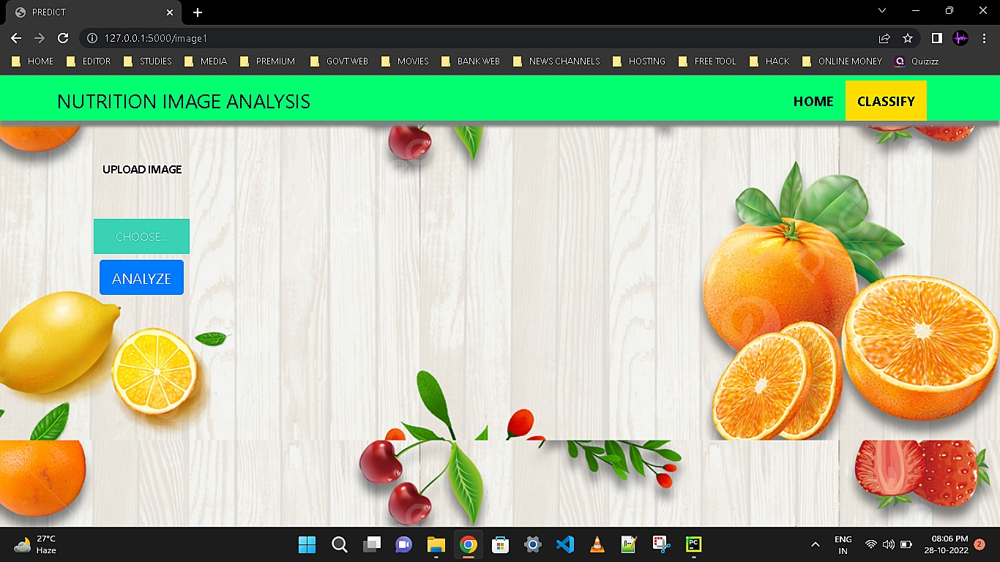 PREDICT
127.0.0.1:5000/image1
HOME EDITOR STUDIES MEDIA PREMIUM GOVT WEB MOVIES BANK WEB NEWS CHANNELS HOSTING FREE TOOL HACK ONLINE MONEY Quizizz
NUTRITION IMAGE ANALYSIS HOME CLASSIFY
UPLOAD IMAGE
CHOOSE...
ANALYZE
27°C
Haze
ENG
IN
08:06 PM
28-10-2022
2
PC